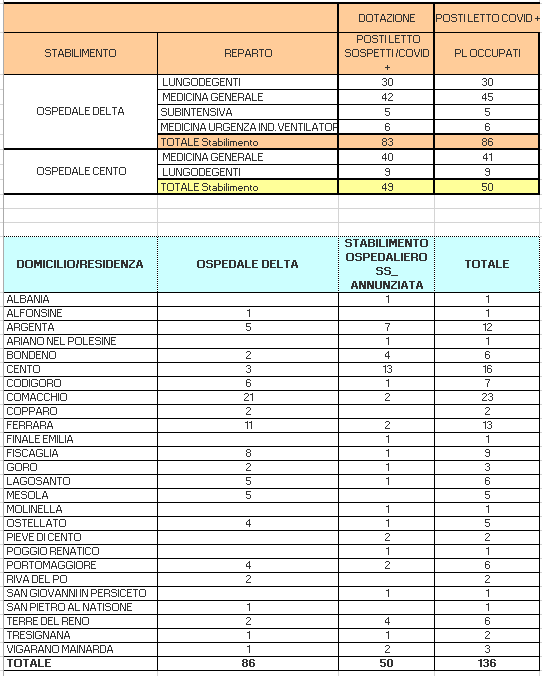 DOTAZIONE POSTI LETTO COVID +
STABILIMENTO REPARTO POSTI LETTO SOSPETTI/COVID + PL OCCUPATI
OSPEDALE DELTA LUNGODEGENTI 30 30
MEDICINA GENERALE 42 45
SUBINTENSIVA 5 5
MEDICINA URGENZA IND.VENTILATOR 6 6
TOTALE Stabilimento 83 86
OSPEDALE CENTO MEDICINA GENERALE 40 41
LUNGODEGENTI 9 9
TOTALE Stabilimento 49 50
DOMICILIO/RESIDENZA OSPEDALE DELTA STABILIMENTO OSPEDALIERO SS_ ANNUNZIATA TOTALE
ALBANIA 1 1
ALFONSINE 1 1
ARGENTA 5 7 12
ARIANO NEL POLESINE 1 1
BONDENO 2 4 6
CENTO 3 13 16
CODIGORO 6 1 7
COMACCHIO 21 2 23
COPPARO 2 2
FERRARA 11 2 13
FINALE EMILIA 1 1
FISCAGLIA 8 1 9
GORO 2 1 3
LAGOSANTO 5 1 6
MESOLA 5 5
MOLINELLA 1 1
OSTELLATO 4 1 5
PIEVE DI CENTO 2 2
POGGIO RENATICO 1 1
PORTOMAGGIORE 4 2 6
RIVA DEL PO 2 2
SAN GIOVANNI IN PERSICETO 1 1
SAN PIETRO AL NATISONE 1 1
TERRE DEL RENO 2 4 6
TRESIGNANA 1 1 2
VIGARANO MAINARDA 1 2 3
TOTALE 86 50 136